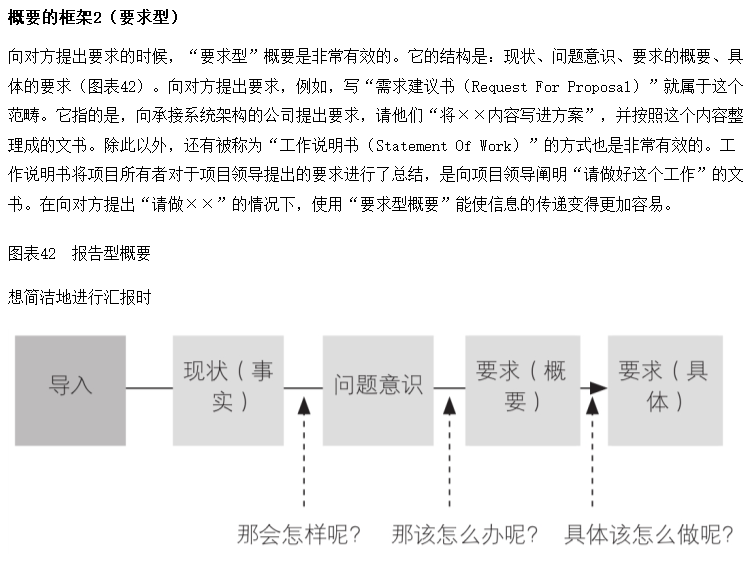 概要的框架2（要求型）
向对方提出要求的时候，“要求型”概要是非常有效的。它的结构是：现状、问题意识、要求的概要、具
体的要求（图表42）。向对方提出要求，例如，写“需求建议书（Request For Proposal）”就属于这个
范畴。它指的是，向承接系统架构的公司提出要求，请他们“将××内容写进方案”，并按照这个内容整
理成的文书。除此以外，还有被称为“工作说明书（Statement Of Work）”的方式也是非常有效的。工
作说明书将项目所有者对于项目领导提出的要求进行了总结，是向项目领导阐明“请做好这个工作”的文
书。在向对方提出“请做××”的情况下，使用“要求型概要”能使信息的传递变得更加容易。
图表42　报告型概要
想简洁地进行汇报时
导入
现状（事
实）
问题意识
要求（概
要）
要求（具
体）
那会怎样呢？
那该怎么办呢？
具体该怎么做呢？